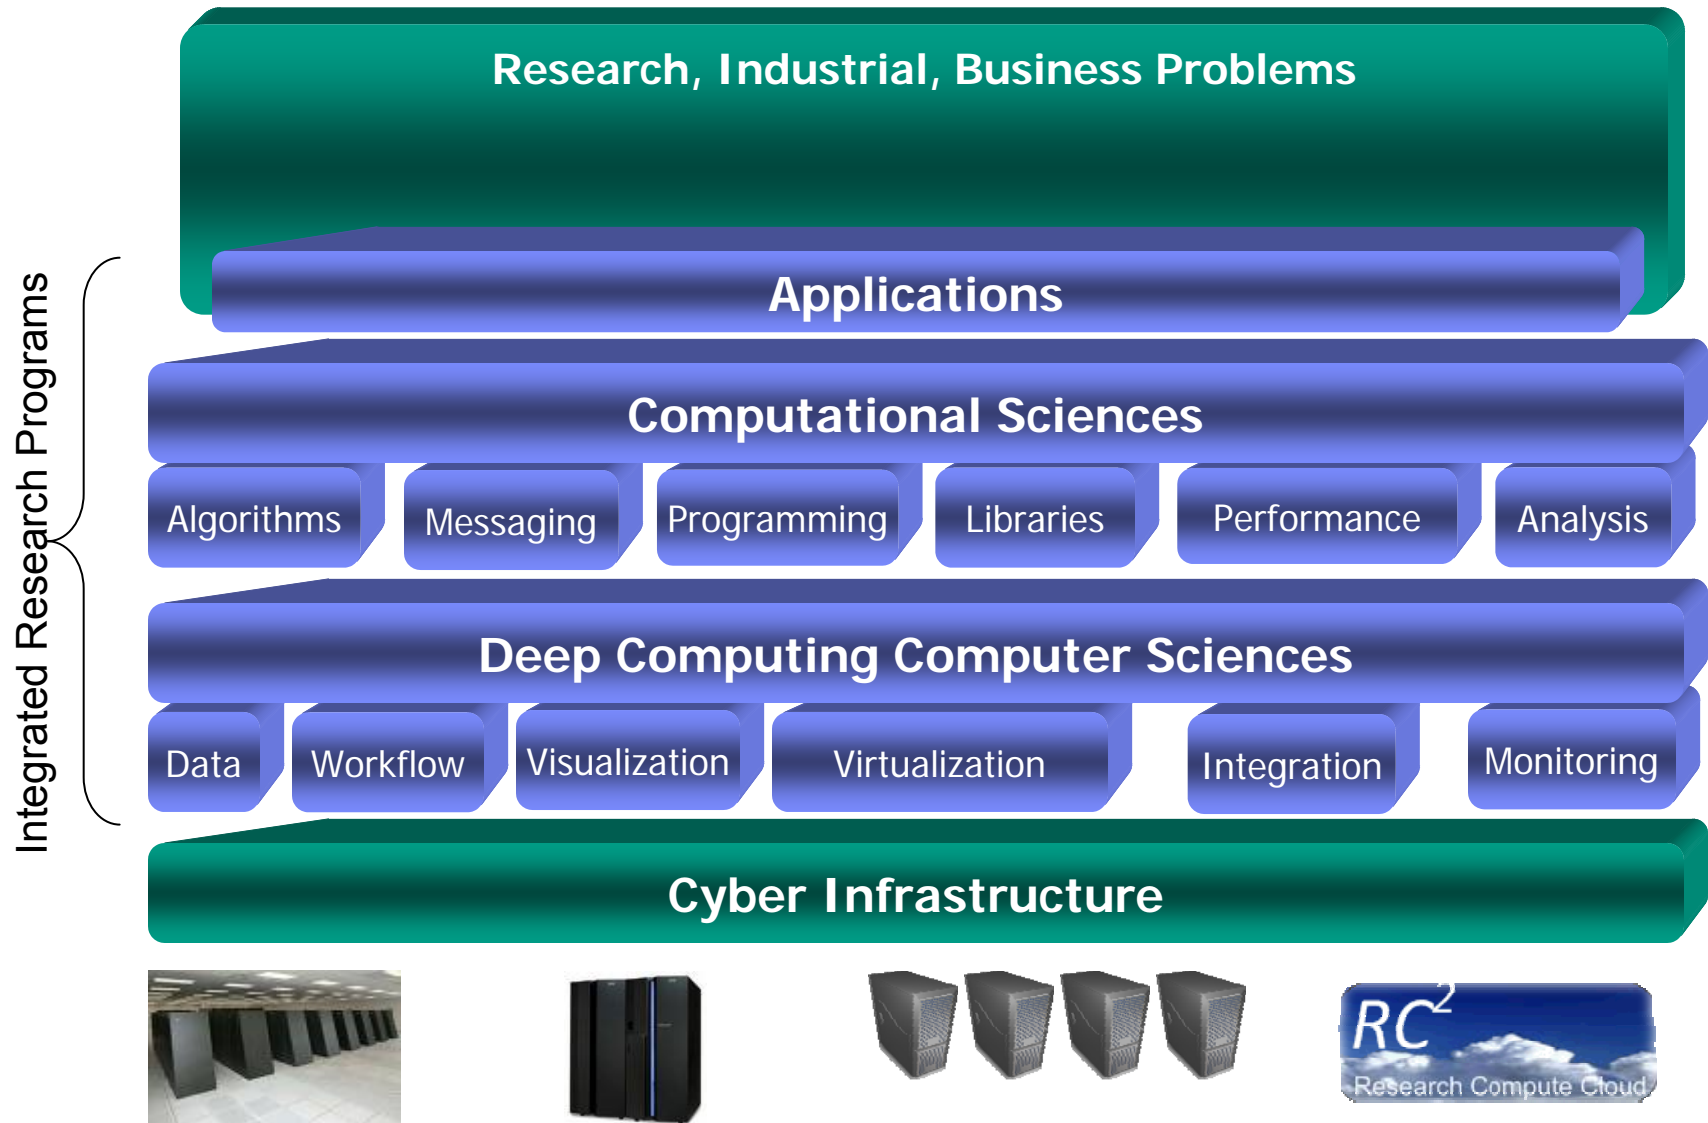 Research, Industrial, Business Problems
Integrated Research Programs
Applications
Computational Sciences
Algorithms
Messaging
Programming
Libraries
Performance
Analysis
Deep Computing Computer Sciences
Data
Workflow
Visualization
Virtualization
Integration
Monitoring
Cyber Infrastructure
RC²
Research Compute Cloud